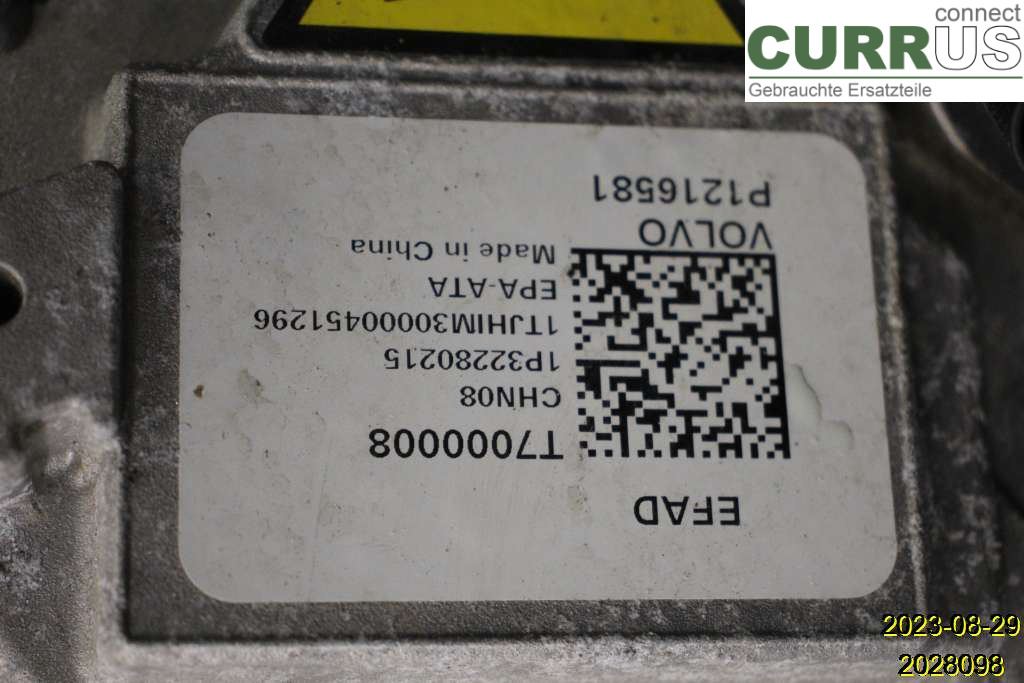 connect
CURRUS
Gebrauchte Ersatzteile
EFAD
T7000008
CHN08
1P32280215
1TJHIM30000451296
EPA-ATA
Made in China
VOLVO
P1216581
2023-08-29
2028098